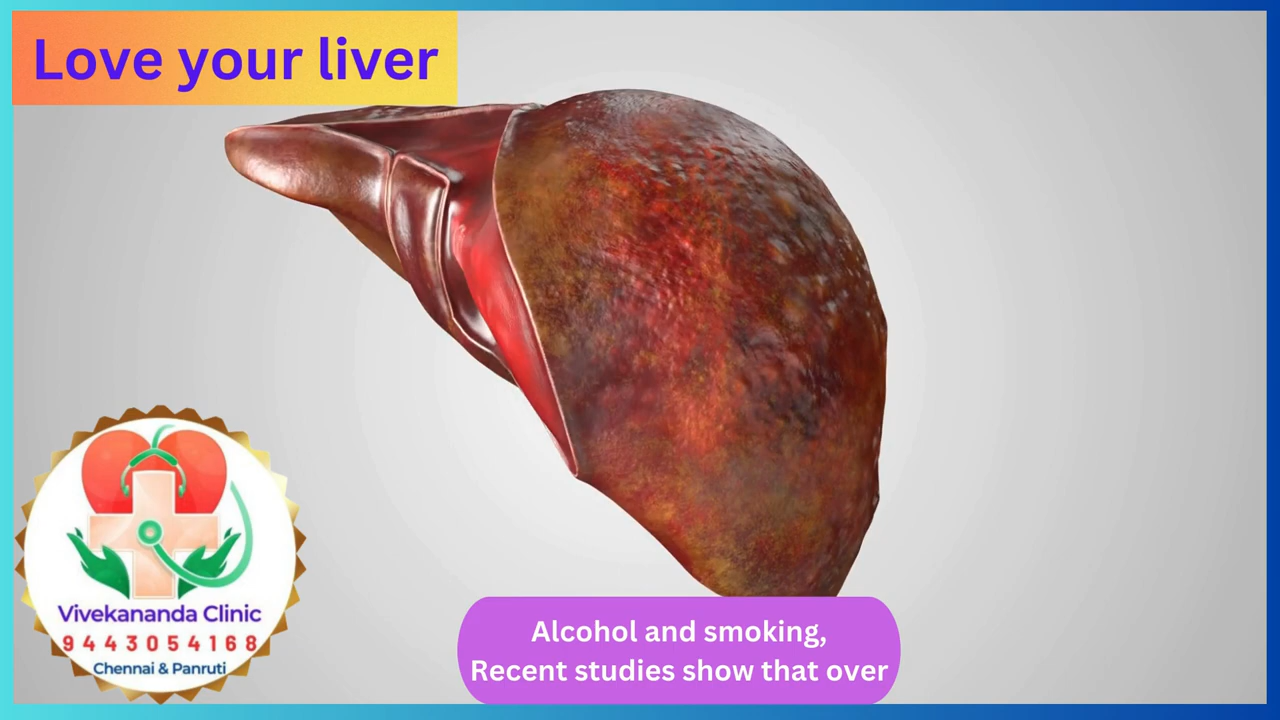 Love your liver
Vivekananda Clinic
9443054168
Chennai & Panruti
Alcohol and smoking,
Recent studies show that over